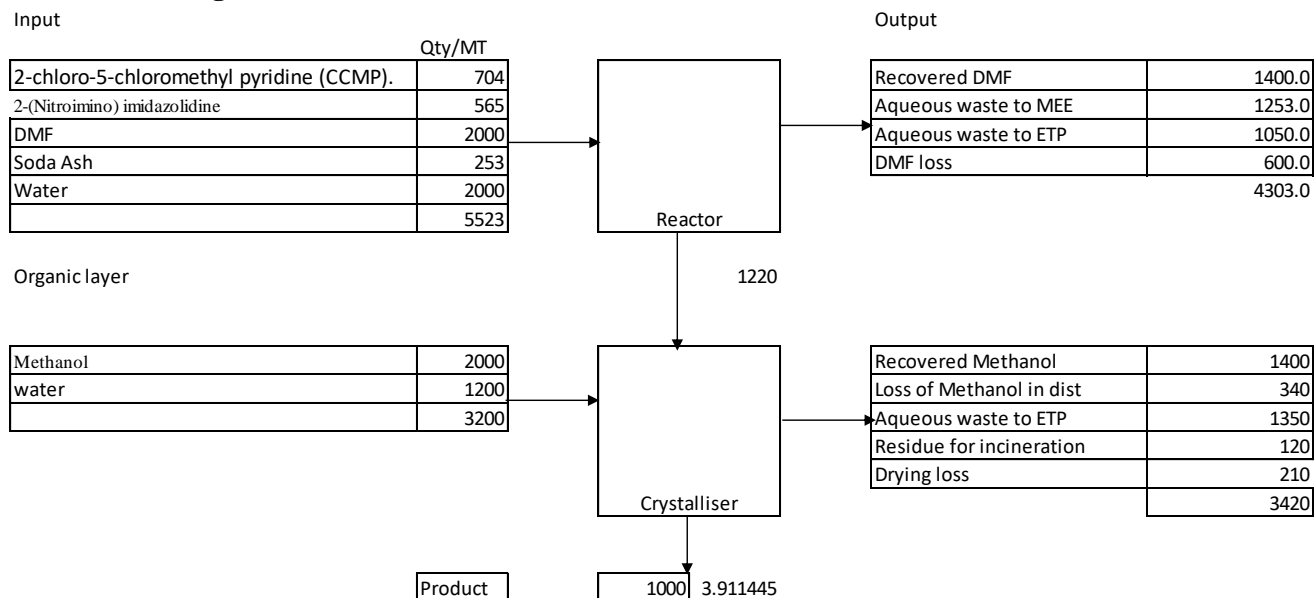 Input Output
Qty/MT
2-chloro-5-chloromethyl pyridine (CCMP). 704 Recovered DMF 1400.0
2-(Nitroimino) imidazolidine 565 Aqueous waste to MEE 1253.0
DMF 2000 Aqueous waste to ETP 1050.0
Soda Ash 253 DMF loss 600.0
Water 2000 4303.0
5523 Reactor
Organic layer 1220
Methanol 2000 Recovered Methanol 1400
water 1200 Loss of Methanol in dist 340
3200 Aqueous waste to ETP 1350
Residue for incineration 120
Drying loss 210
Crystalliser 3420
Product 1000 3.911445